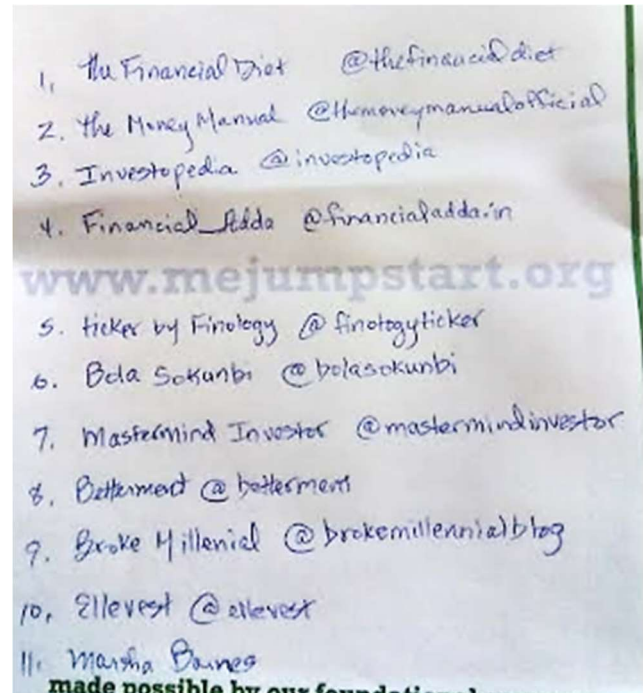 1, The Financial Diet @thefinancialdiet
2. The Money Manual @themoneymanualofficial
3. Investopedia @investopedia
4. Financial_Adda @financialadda.in
www.mejumpstart.org
5. ticker by Finology @finologyticker
6. Bola Sokunbi @bolasokunbi
7. Mastermind Investor @mastermindinvestor
8. Betterment @betterment
9. Broke Millenial @brokemillennialblog
10, Ellevest @ellevest
11. Marsha Barnes
made possible by our foundational